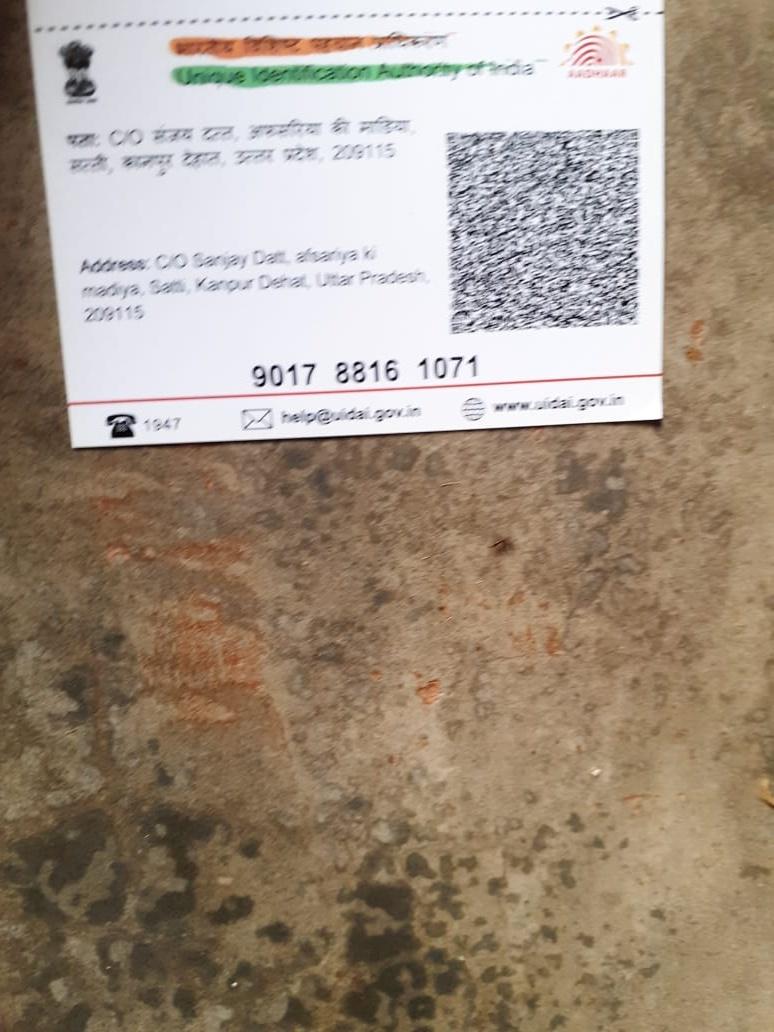 भारतीय विशिष्ट पहचान प्राधिकरण
Unique Identification Authority of India
AADHAAR
पता: C/O संजय दत्त, अफसरिया की माडिया,
सट्टी, कानपुर देहात, उत्तर प्रदेश, 209115
Address: C/O Sanjay Datt, afsariya ki
madiya, Satti, Kanpur Dehat, Uttar Pradesh,
209115
9017 8816 1071
1947
help@uidai.gov.in
www.uidai.gov.in